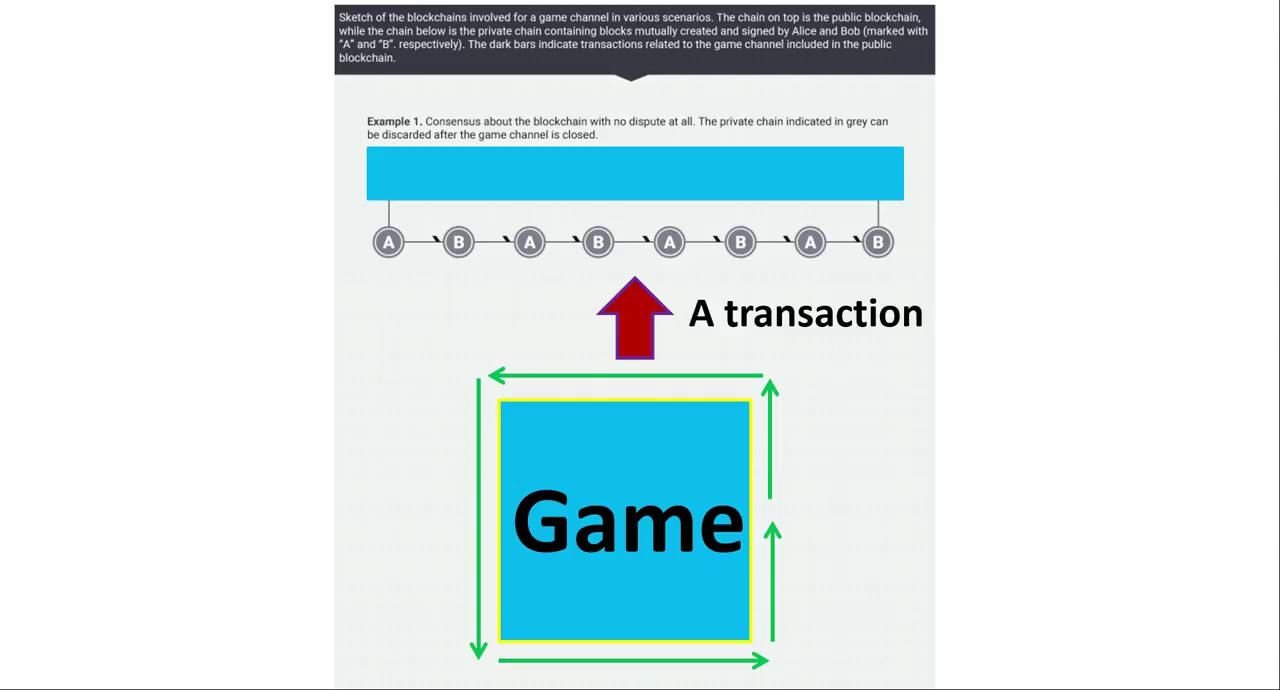 Sketch of the blockchains involved for a game channel in various scenarios. The chain on top is the public blockchain,
while the chain below is the private chain containing blocks mutually created and signed by Alice and Bob (marked with
"A" and "B". respectively). The dark bars indicate transactions related to the game channel included in the public
blockchain.
Example 1. Consensus about the blockchain with no dispute at all. The private chain indicated in grey can
be discarded after the game channel is closed.
A B A B A B A B
A transaction
Game